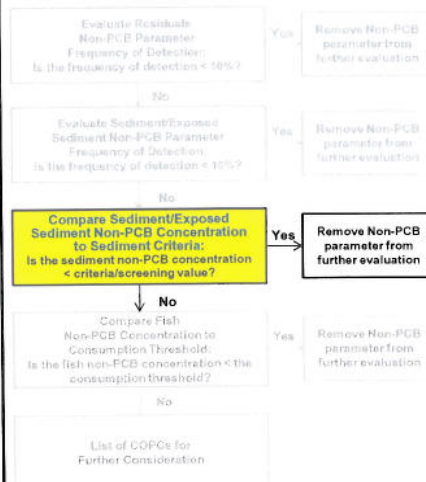 Evaluate Residuals
Non-PCB Parameter
Frequency of Detection:
Is the frequency of detection < 10%?
Yes
Remove Non-PCB
parameter from
further evaluation
No
Evaluate Sediment/Exposed
Sediment Non-PCB Parameter
Frequency of Detection:
Is the frequency of detection < 10%?
Yes
Remove Non-PCB
parameter from
further evaluation
No
Compare Sediment/Exposed
Sediment Non-PCB Concentration
to Sediment Criteria:
Is the sediment non-PCB concentration
< criteria/screening value?
Yes
Remove Non-PCB
parameter from
further evaluation
No
Compare Fish
Non-PCB Concentration to
Consumption Threshold:
Is the fish non-PCB concentration < the
consumption threshold?
Yes
Remove Non-PCB
parameter from
further evaluation
No
List of COPCs for
Further Consideration